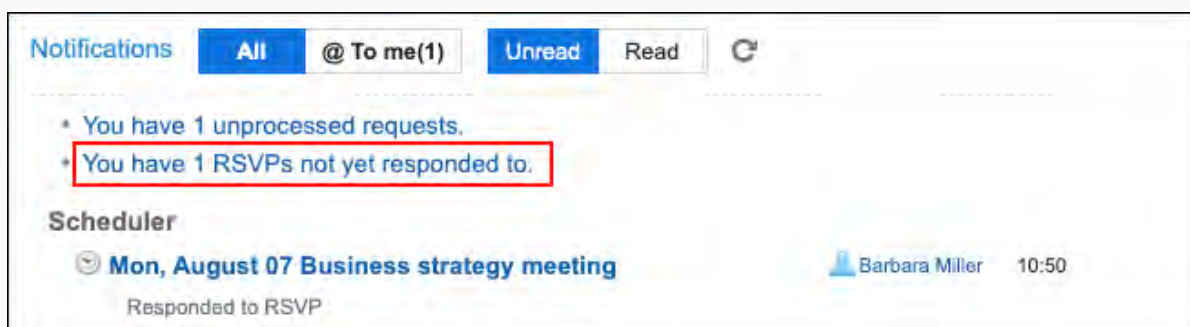 Notifications All @ To me(1) Unread Read
You have 1 unprocessed requests.
You have 1 RSVPs not yet responded to.
Scheduler
Mon, August 07 Business strategy meeting Barbara Miller 10:50
Responded to RSVP